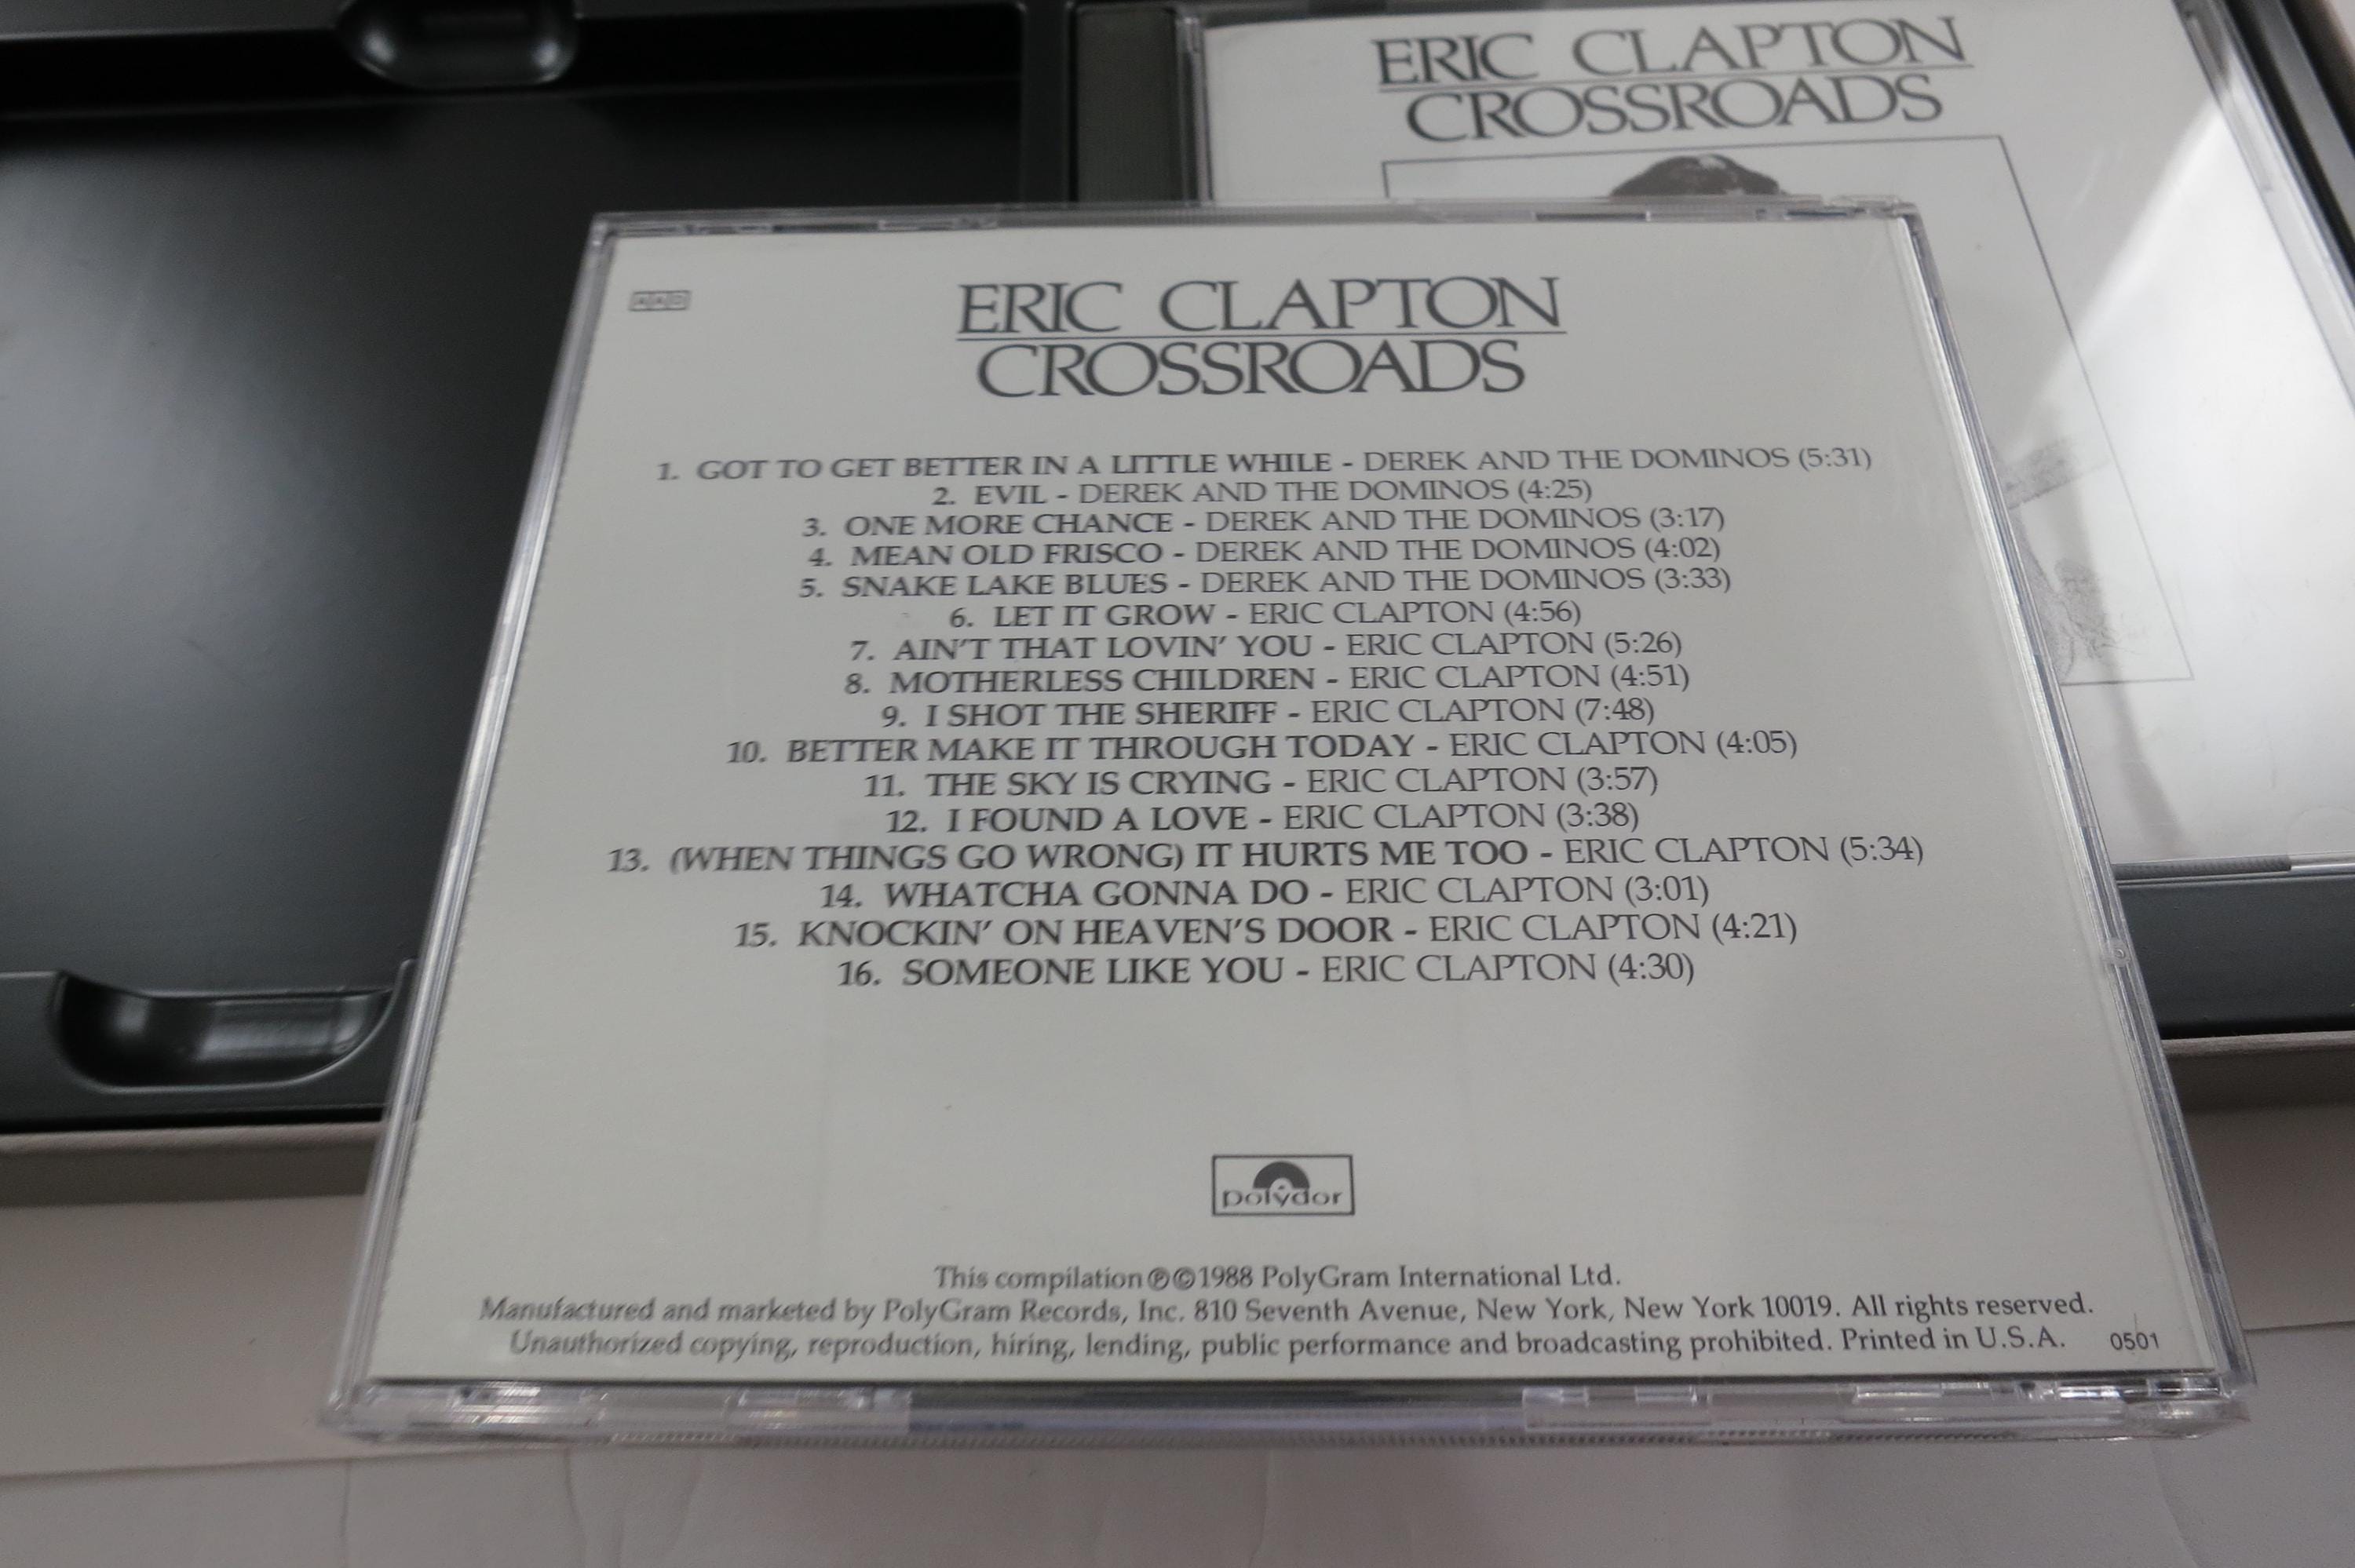 ERIC CLAPTON
CROSSROADS
AAD
ERIC CLAPTON
CROSSROADS
1. GOT TO GET BETTER IN A LITTLE WHILE - DEREK AND THE DOMINOS (5:31)
2. EVIL - DEREK AND THE DOMINOS (4:25)
3. ONE MORE CHANCE - DEREK AND THE DOMINOS (3:17)
4. MEAN OLD FRISCO - DEREK AND THE DOMINOS (4:02)
5. SNAKE LAKE BLUES - DEREK AND THE DOMINOS (3:33)
6. LET IT GROW - ERIC CLAPTON (4:56)
7. AIN'T THAT LOVIN' YOU - ERIC CLAPTON (5:26)
8. MOTHERLESS CHILDREN - ERIC CLAPTON (4:51)
9. I SHOT THE SHERIFF - ERIC CLAPTON (7:48)
10. BETTER MAKE IT THROUGH TODAY - ERIC CLAPTON (4:05)
11. THE SKY IS CRYING - ERIC CLAPTON (3:57)
12. I FOUND A LOVE - ERIC CLAPTON (3:38)
13. (WHEN THINGS GO WRONG) IT HURTS ME TOO - ERIC CLAPTON (5:34)
14. WHATCHA GONNA DO - ERIC CLAPTON (3:01)
15. KNOCKIN' ON HEAVEN'S DOOR - ERIC CLAPTON (4:21)
16. SOMEONE LIKE YOU - ERIC CLAPTON (4:30)
polydor
This compilation ℗©1988 PolyGram International Ltd.
Manufactured and marketed by PolyGram Records, Inc. 810 Seventh Avenue, New York, New York 10019. All rights reserved.
Unauthorized copying, reproduction, hiring, lending, public performance and broadcasting prohibited. Printed in U.S.A. 0501